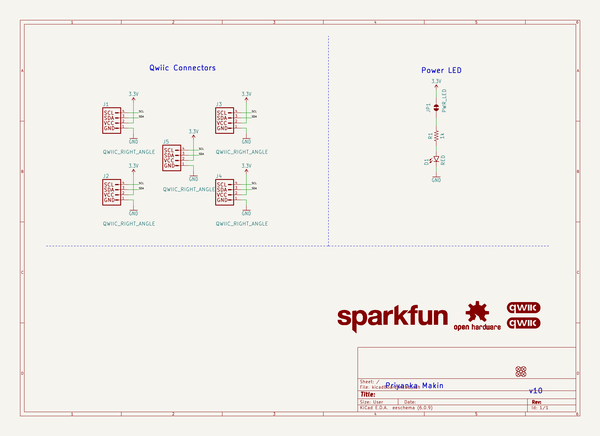 Qwiic Connectors
Power LED
J1
3.3V
SCL
SDA
VCC
GND
GND
QWIIC_RIGHT_ANGLE
J3
3.3V
SCL
SDA
VCC
GND
GND
QWIIC_RIGHT_ANGLE
J5
3.3V
SCL
SDA
VCC
GND
GND
QWIIC_RIGHT_ANGLE
J2
3.3V
SCL
SDA
VCC
GND
GND
QWIIC_RIGHT_ANGLE
J4
3.3V
SCL
SDA
VCC
GND
GND
QWIIC_RIGHT_ANGLE
3.3V
JP1
PWR_LED
R1
1k
D1
RED
GND
sparkfun
open hardware
qwiic
qwiic
Sheet: /
File:
Priyanka Makin
Title:
v10
Size: User
Date:
Rev:
KiCad E.D.A. eeschema (6.0.9)
Id: 1/1